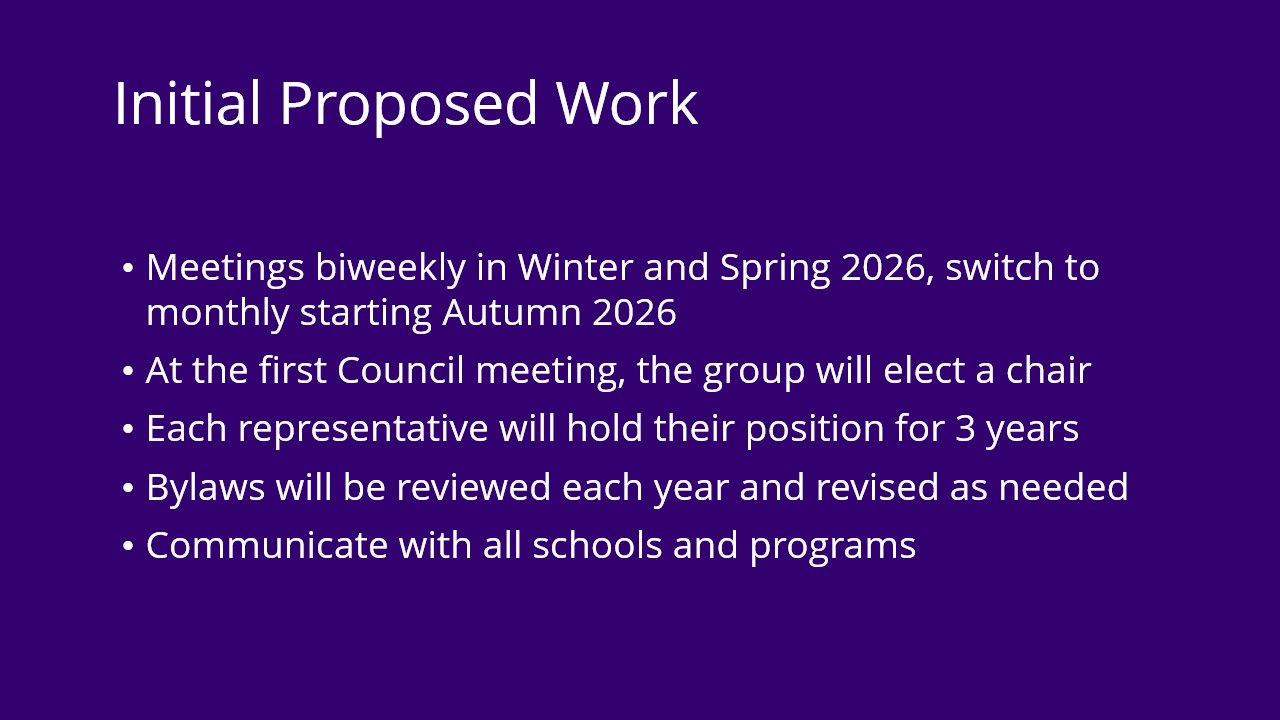 Initial Proposed Work
• Meetings biweekly in Winter and Spring 2026, switch to
monthly starting Autumn 2026
• At the first Council meeting, the group will elect a chair
• Each representative will hold their position for 3 years
• Bylaws will be reviewed each year and revised as needed
• Communicate with all schools and programs